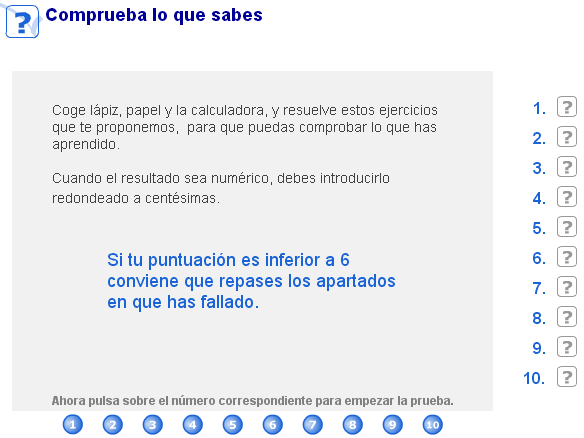 ? Comprueba lo que sabes
Coge lápiz, papel y la calculadora, y resuelve estos ejercicios
que te proponemos, para que puedas comprobar lo que has
aprendido.
Cuando el resultado sea numérico, debes introducirlo
redondeado a centésimas.
Si tu puntuación es inferior a 6
conviene que repases los apartados
en que has fallado.
Ahora pulsa sobre el número correspondiente para empezar la prueba.
1 2 3 4 5 6 7 8 9 10
1. ?
2. ?
3. ?
4. ?
5. ?
6. ?
7. ?
8. ?
9. ?
10. ?